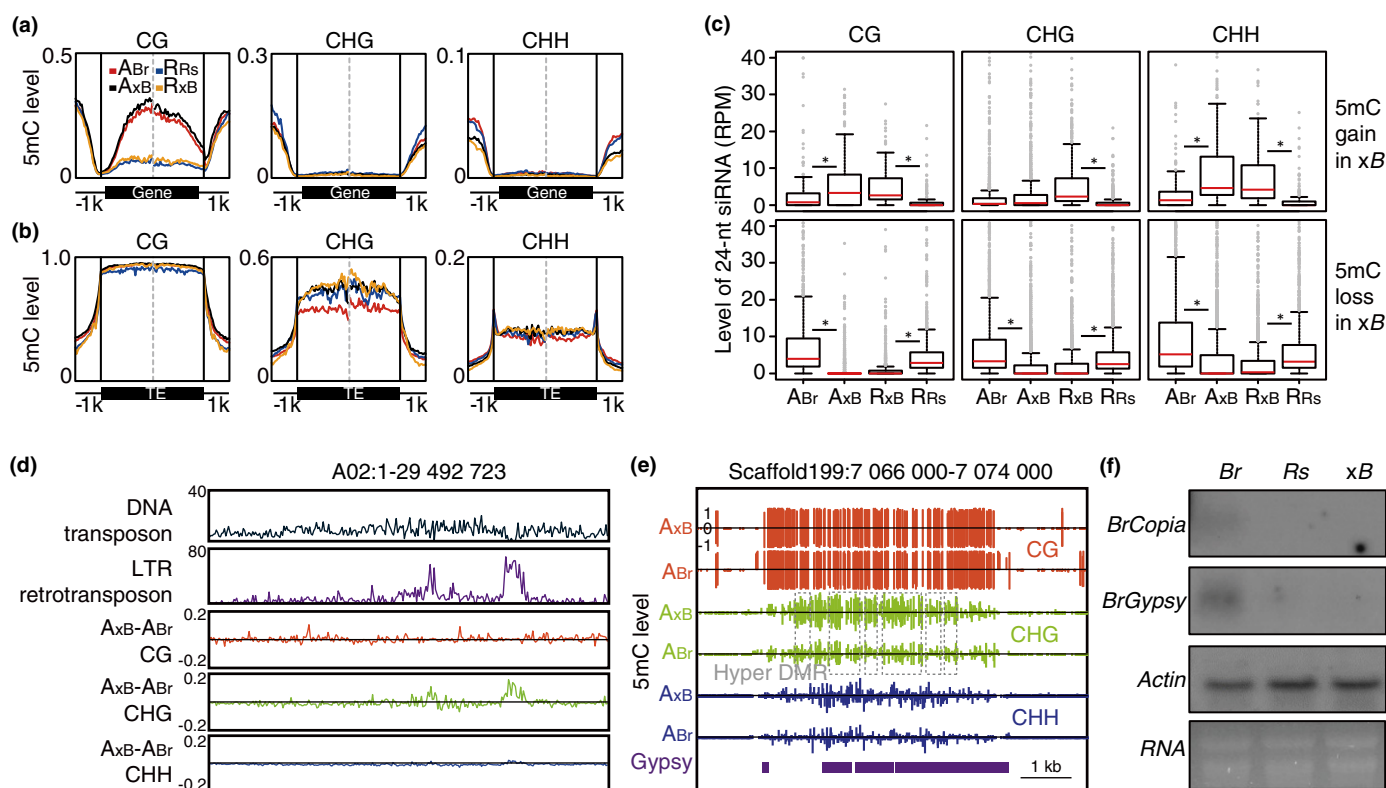 (a)
CG
CHG
CHH
0.5
0.3
0.1
ABr
RRs
AxB
RxB
5mC level
0
0
0
Gene
Gene
Gene
-1k
1k
-1k
1k
-1k
1k
(b)
CG
CHG
CHH
1.0
0.6
0.2
5mC level
0
0
0
TE
TE
TE
-1k
1k
-1k
1k
-1k
1k
(c)
CG
CHG
CHH
Level of 24-nt siRNA (RPM)
40
30
20
10
0
* * * * *
5mC
gain
in xB
40
30
20
10
0
* * * * * *
5mC
loss
in xB
ABr AxB RxB RRs
ABr AxB RxB RRs
ABr AxB RxB RRs
(d)
A02:1-29 492 723
DNA
transposon
40
LTR
retrotransposon
80
AxB-ABr
CG
0.2
-0.2
AxB-ABr
CHG
0.2
-0.2
AxB-ABr
CHH
0.2
-0.2
(e)
Scaffold199:7 066 000-7 074 000
5mC level
AxB
1
0
-1
CG
ABr
AxB
CHG
ABr
Hyper DMR
AxB
CHH
ABr
Gypsy
1 kb
(f)
Br Rs xB
BrCopia
BrGypsy
Actin
RNA